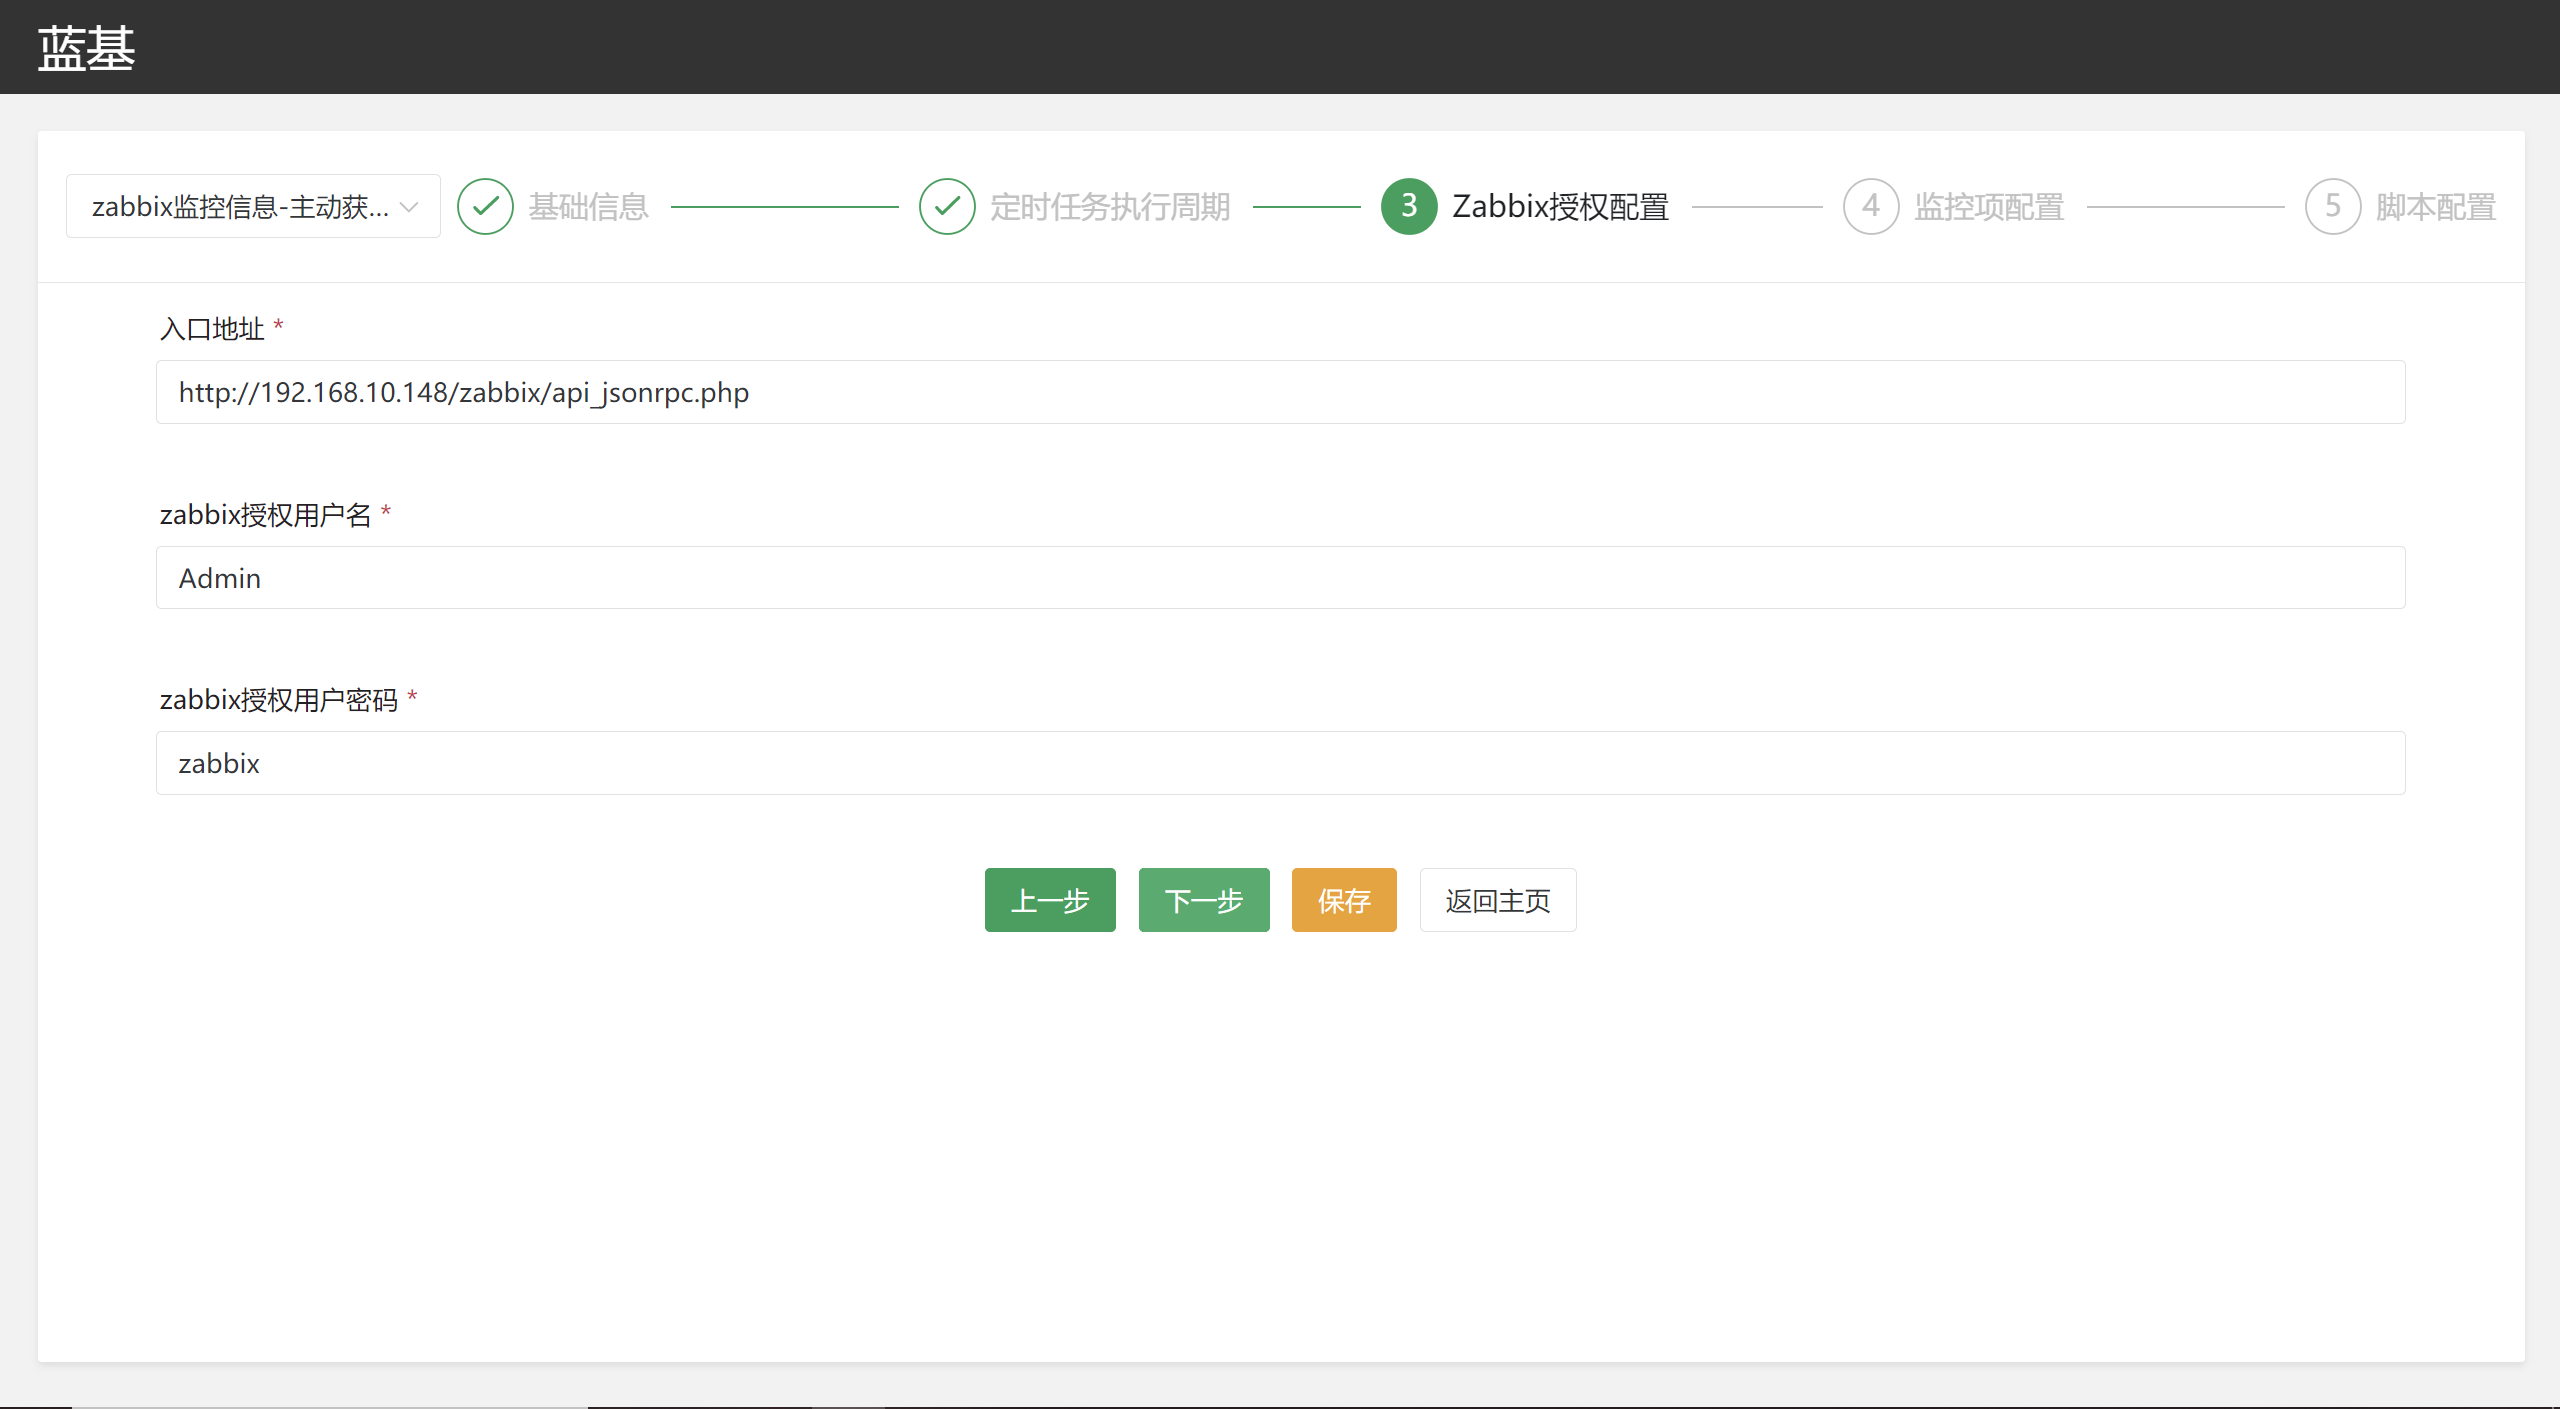 蓝基
zabbix监控信息-主动获...
基础信息
定时任务执行周期
3 Zabbix授权配置
4 监控项配置
5 脚本配置
入口地址 *
http://192.168.10.148/zabbix/api_jsonrpc.php
zabbix授权用户名 *
Admin
zabbix授权用户密码 *
zabbix
上一步 下一步 保存 返回主页